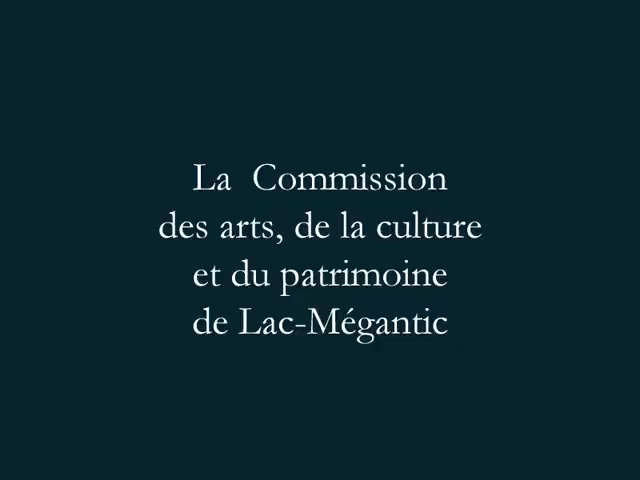 La Commission
des arts, de la culture
et du patrimoine
de Lac-Mégantic